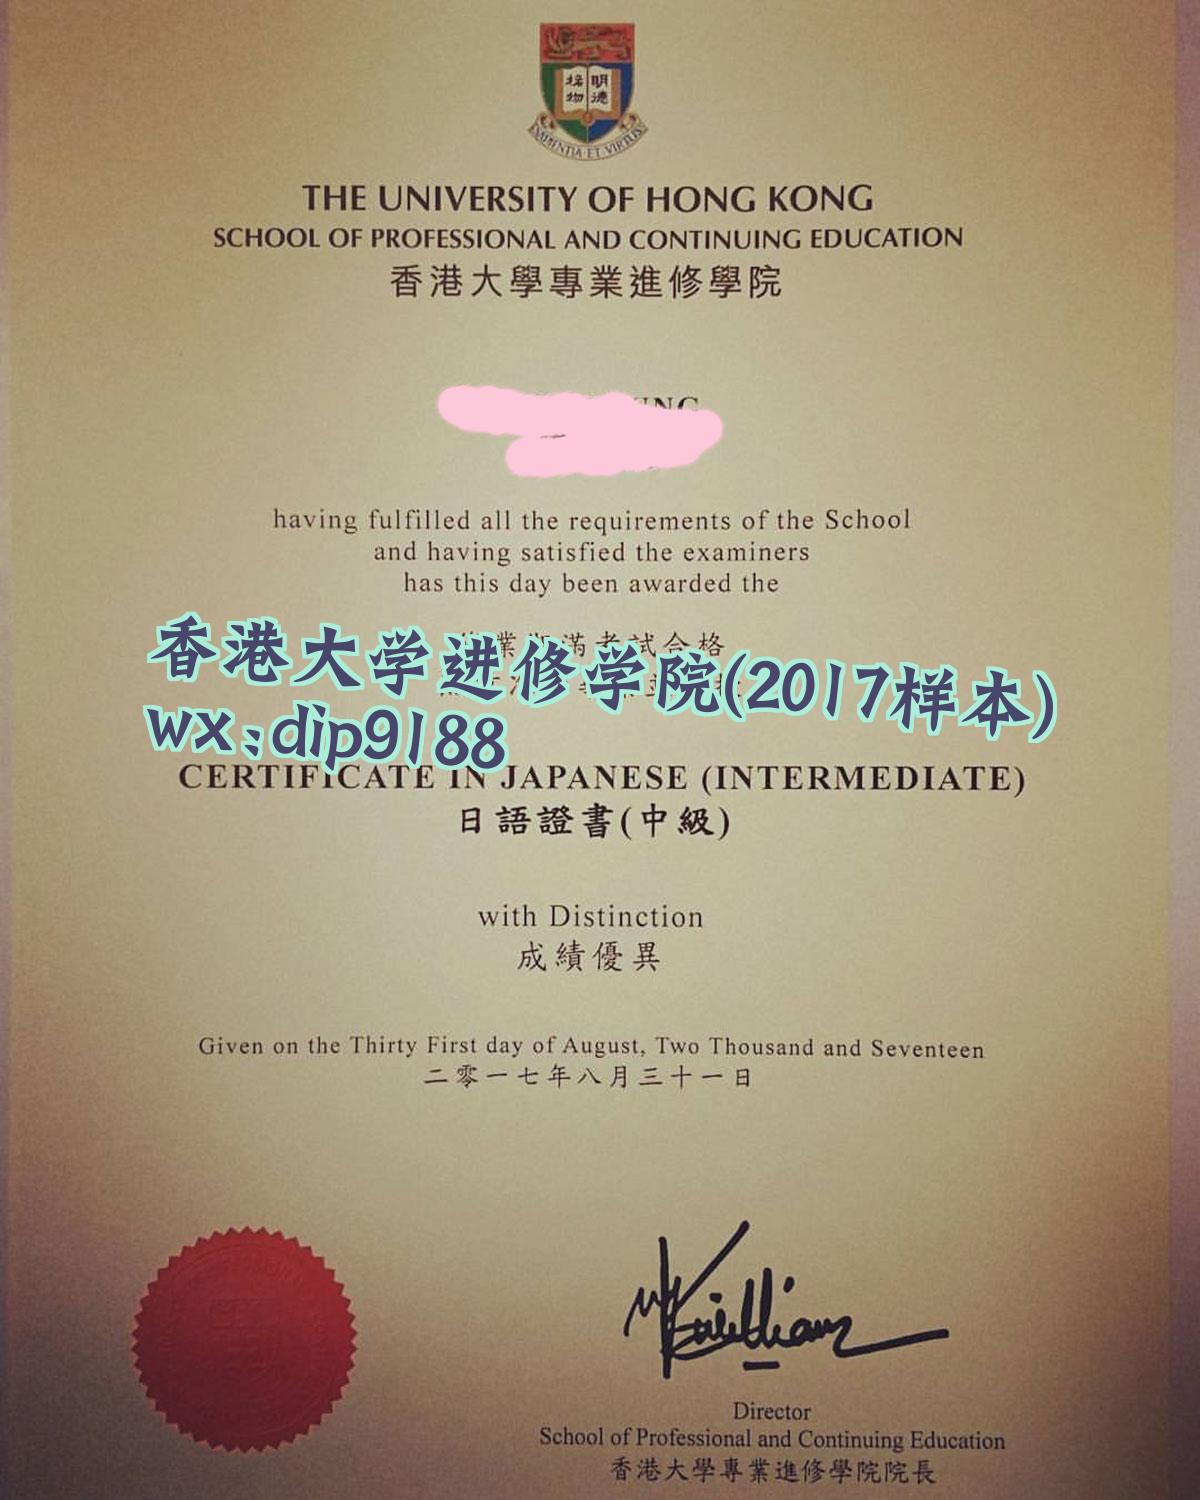 明德
格物
SAPIENTIA ET VIRTUS
THE UNIVERSITY OF HONG KONG
SCHOOL OF PROFESSIONAL AND CONTINUING EDUCATION
香港大學專業進修學院
having fulfilled all the requirements of the School
and having satisfied the examiners
has this day been awarded the
業 滿考試合格
香港大学进修学院(2017样本)
wx:dip9188
CERTIFICATE IN JAPANESE (INTERMEDIATE)
日語證書(中級)
with Distinction
成績優異
Given on the Thirty First day of August, Two Thousand and Seventeen
二零一七年八月三十一日
Director
School of Professional and Continuing Education
香港大學專業進修學院院長